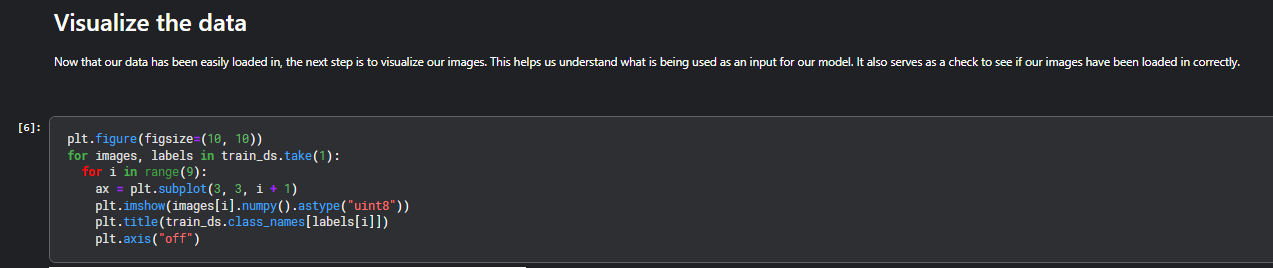 Visualize the data
Now that our data has been easily loaded in, the next step is to visualize our images. This helps us understand what is being used as an input for our model. It also serves as a check to see if our images have been loaded in correctly.
[6]:
plt.figure(figsize=(10, 10))
for images, labels in train_ds.take(1):
  for i in range(9):
    ax = plt.subplot(3, 3, i + 1)
    plt.imshow(images[i].numpy().astype("uint8"))
    plt.title(train_ds.class_names[labels[i]])
    plt.axis("off")